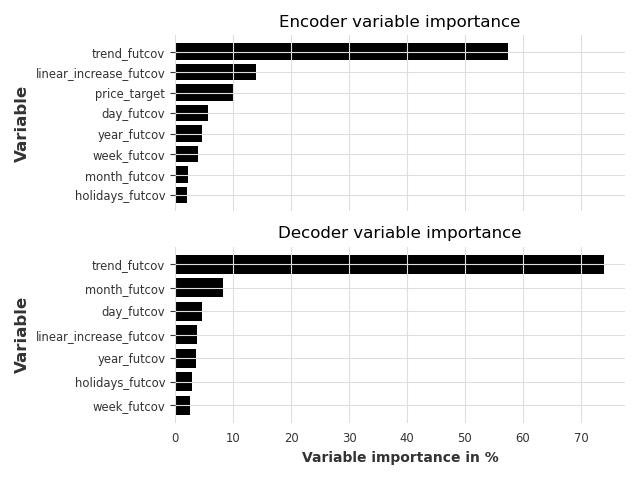 Encoder variable importance
Variable
trend_futcov
linear_increase_futcov
price_target
day_futcov
year_futcov
week_futcov
month_futcov
holidays_futcov
Decoder variable importance
Variable
trend_futcov
month_futcov
day_futcov
linear_increase_futcov
year_futcov
holidays_futcov
week_futcov
0 10 20 30 40 50 60 70
Variable importance in %